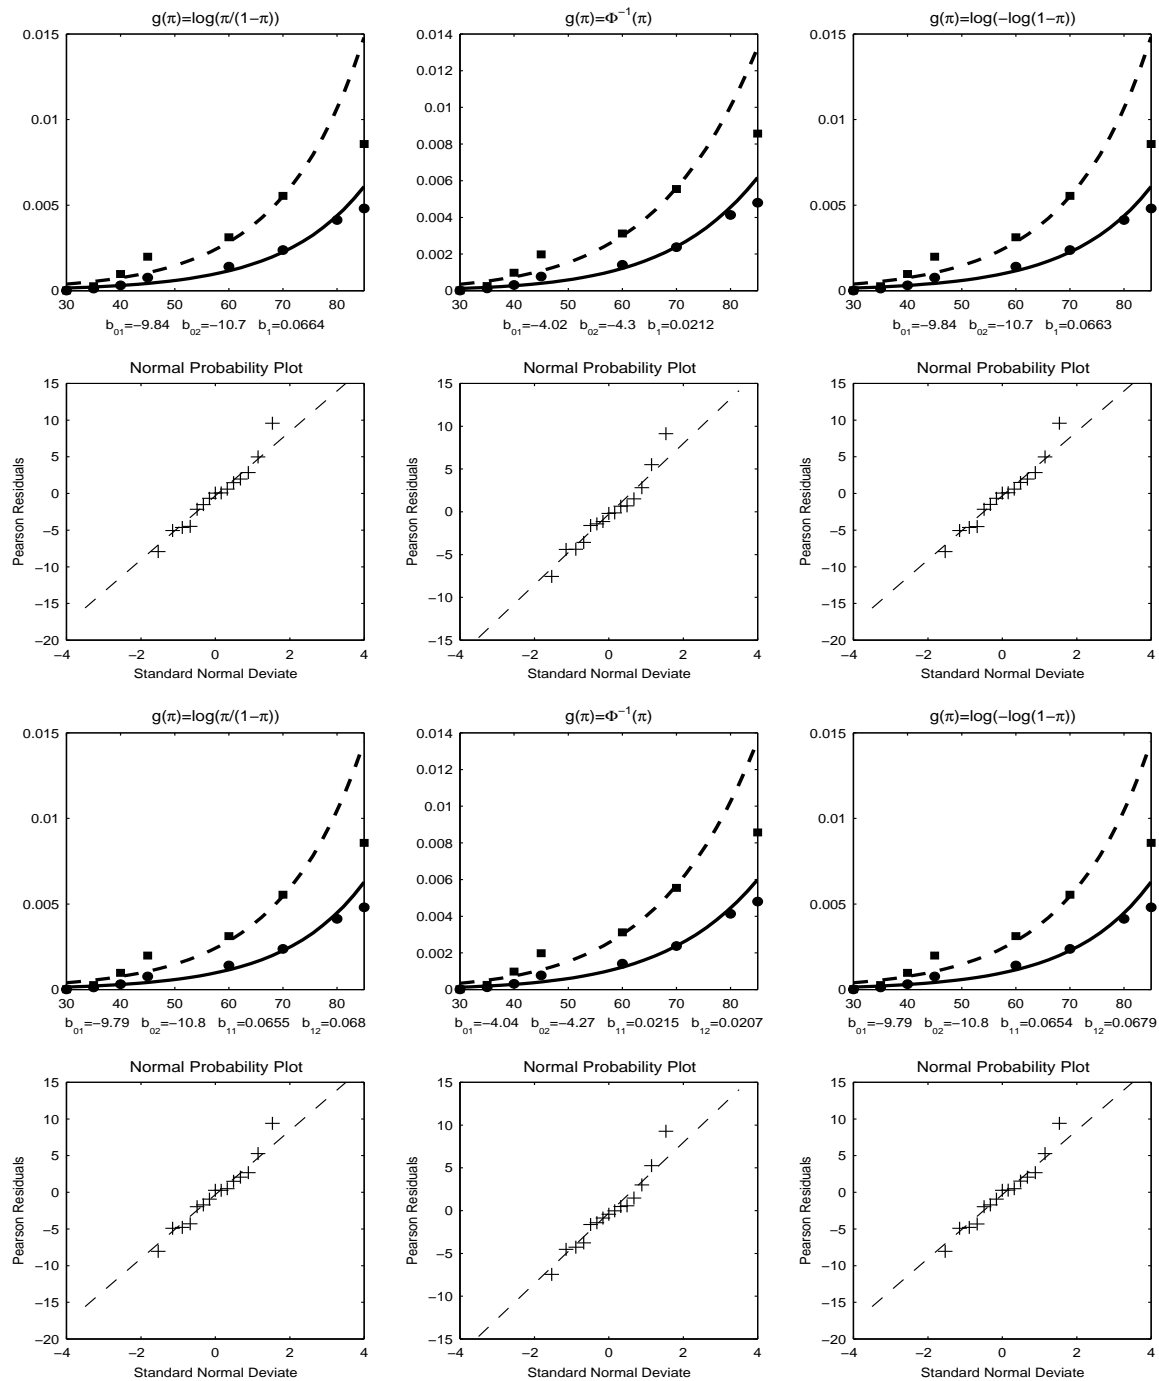 g(π)=log(π/(1−π))
0.015
0.01
0.005
0
30 40 50 60 70 80
b01=−9.84 b02=−10.7 b1=0.0664
g(π)=Φ−1(π)
0.014
0.012
0.01
0.008
0.006
0.004
0.002
0
30 40 50 60 70 80
b01=−4.02 b02=−4.3 b1=0.0212
g(π)=log(−log(1−π))
0.015
0.01
0.005
0
30 40 50 60 70 80
b01=−9.84 b02=−10.7 b1=0.0663
Normal Probability Plot
Pearson Residuals
15
10
5
0
−5
−10
−15
−20
−4 −2 0 2 4
Standard Normal Deviate
Normal Probability Plot
Pearson Residuals
15
10
5
0
−5
−10
−15
−4 −2 0 2 4
Standard Normal Deviate
Normal Probability Plot
Pearson Residuals
15
10
5
0
−5
−10
−15
−20
−4 −2 0 2 4
Standard Normal Deviate
g(π)=log(π/(1−π))
0.015
0.01
0.005
0
30 40 50 60 70 80
b01=−9.79 b02=−10.8 b11=0.0655 b12=0.068
g(π)=Φ−1(π)
0.014
0.012
0.01
0.008
0.006
0.004
0.002
0
30 40 50 60 70 80
b01=−4.04 b02=−4.27 b11=0.0215 b12=0.0207
g(π)=log(−log(1−π))
0.015
0.01
0.005
0
30 40 50 60 70 80
b01=−9.79 b02=−10.8 b11=0.0654 b12=0.0679
Normal Probability Plot
Pearson Residuals
15
10
5
0
−5
−10
−15
−20
−4 −2 0 2 4
Standard Normal Deviate
Normal Probability Plot
Pearson Residuals
15
10
5
0
−5
−10
−15
−4 −2 0 2 4
Standard Normal Deviate
Normal Probability Plot
Pearson Residuals
15
10
5
0
−5
−10
−15
−20
−4 −2 0 2 4
Standard Normal Deviate